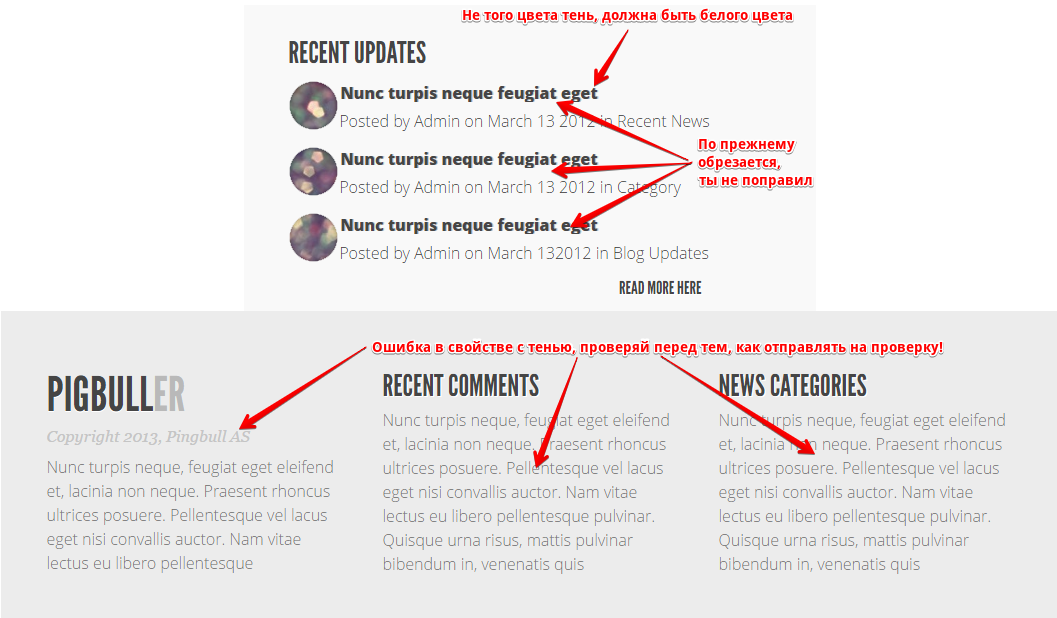 Не того цвета тень, должна быть белого цвета
RECENT UPDATES
Nunc turpis neque feugiat eget
Posted by Admin on March 13 2012 in Recent News
Nunc turpis neque feugiat eget
Posted by Admin on March 13 2012 in Category
Nunc turpis neque feugiat eget
Posted by Admin on March 132012 in Blog Updates
По прежнему
обрезается,
ты не поправил
READ MORE HERE
Ошибка в свойстве с тенью, проверяй перед тем, как отправлять на проверку!
PIGBULLER
Copyright 2013, Pingbull AS
Nunc turpis neque, feugiat eget eleifend
et, lacinia non neque. Praesent rhoncus
ultrices posuere. Pellentesque vel lacus
eget nisi convallis auctor. Nam vitae
lectus eu libero pellentesque
RECENT COMMENTS
Nunc turpis neque, feugiat eget eleifend
et, lacinia non neque. Praesent rhoncus
ultrices posuere. Pellentesque vel lacus
eget nisi convallis auctor. Nam vitae
lectus eu libero pellentesque pulvinar.
Quisque urna risus, mattis pulvinar
bibendum in, venenatis quis
NEWS CATEGORIES
Nunc turpis neque, feugiat eget eleifend
et, lacinia non neque. Praesent rhoncus
ultrices posuere. Pellentesque vel lacus
eget nisi convallis auctor. Nam vitae
lectus eu libero pellentesque pulvinar.
Quisque urna risus, mattis pulvinar
bibendum in, venenatis quis